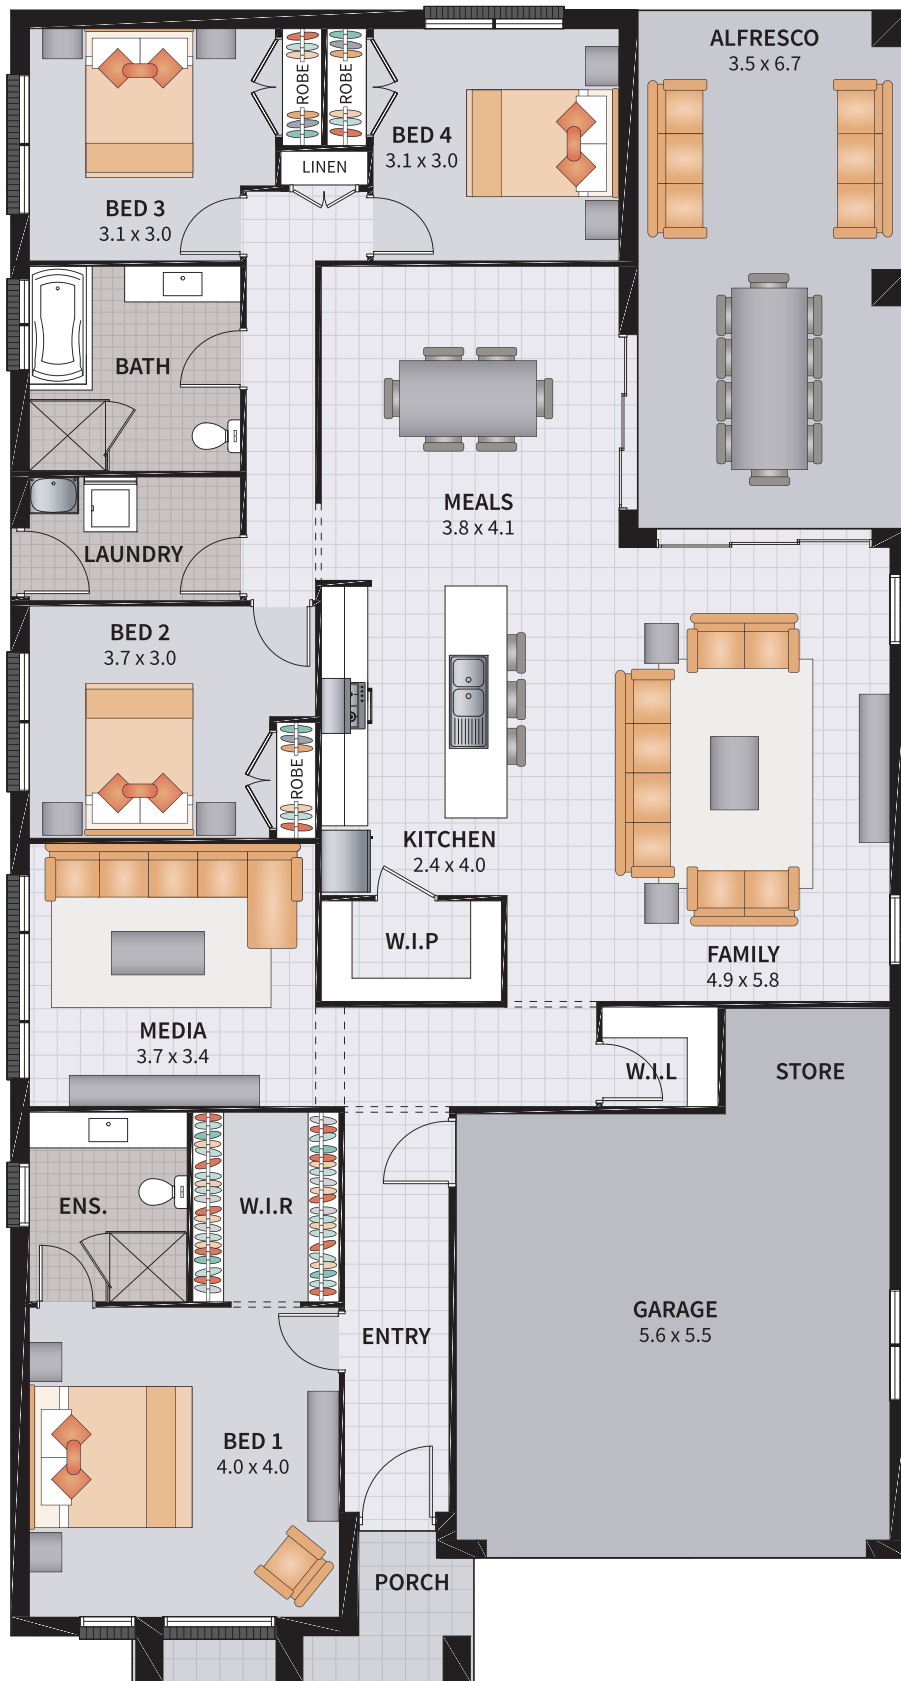 ALFRESCO
3.5 x 6.7
ROBE
ROBE
BED 4
3.1 x 3.0
LINEN
BED 3
3.1 x 3.0
BATH
MEALS
3.8 x 4.1
LAUNDRY
BED 2
3.7 x 3.0
ROBE
KITCHEN
2.4 x 4.0
W.I.P
FAMILY
4.9 x 5.8
MEDIA
3.7 x 3.4
W.I.L
STORE
ENS.
W.I.R
GARAGE
5.6 x 5.5
ENTRY
BED 1
4.0 x 4.0
PORCH